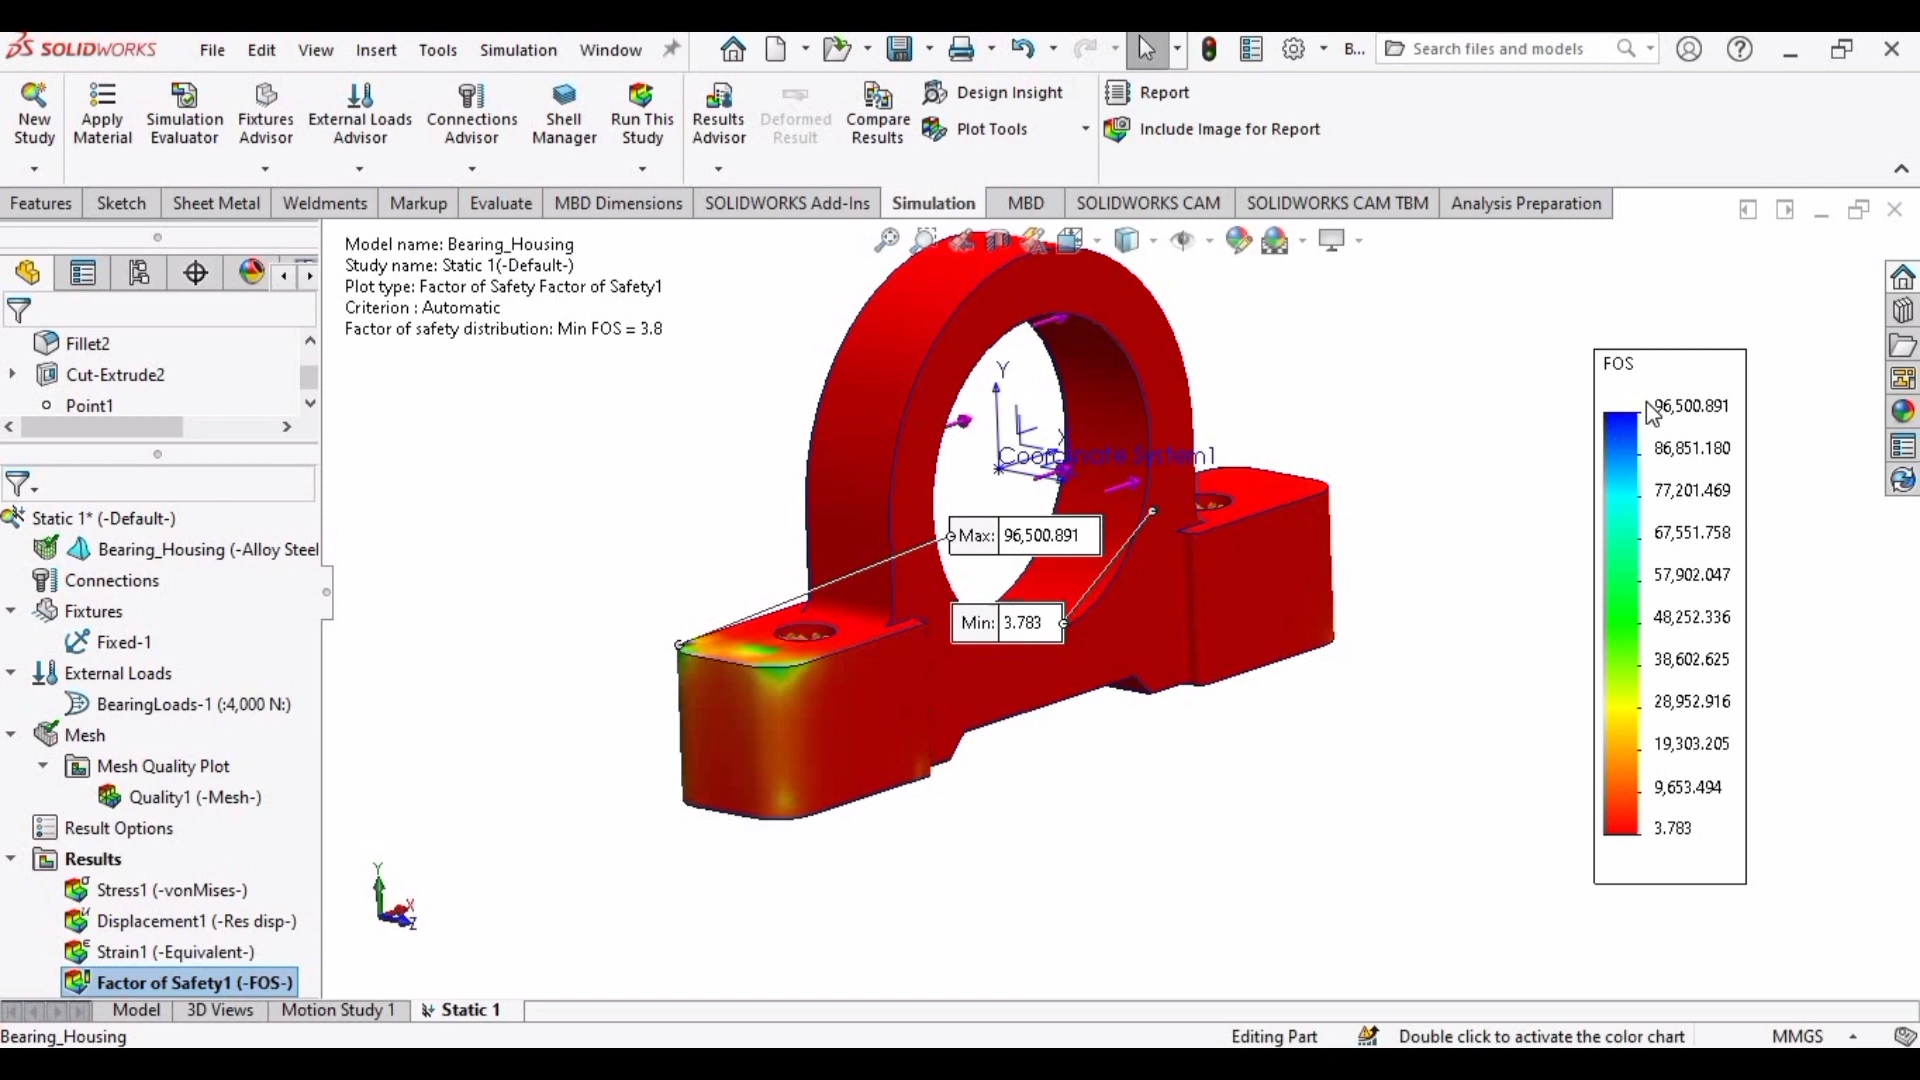 SOLIDWORKS File Edit View Insert Tools Simulation Window B... Search files and models
New Study
Apply Material
Simulation Evaluator
Fixtures Advisor
External Loads Advisor
Connections Advisor
Shell Manager
Run This Study
Results Advisor
Deformed Result
Compare Results
Design Insight
Plot Tools
Report
Include Image for Report
Features Sketch Sheet Metal Weldments Markup Evaluate MBD Dimensions SOLIDWORKS Add-Ins Simulation MBD SOLIDWORKS CAM SOLIDWORKS CAM TBM Analysis Preparation
Fillet2
Cut-Extrude2
Point1
Static 1* (-Default-)
Bearing_Housing (-Alloy Steel
Connections
Fixtures
Fixed-1
External Loads
BearingLoads-1 (:4,000 N:)
Mesh
Mesh Quality Plot
Quality1 (-Mesh-)
Result Options
Results
Stress1 (-vonMises-)
Displacement1 (-Res disp-)
Strain1 (-Equivalent-)
Factor of Safety1 (-FOS-)
Model name: Bearing_Housing
Study name: Static 1(-Default-)
Plot type: Factor of Safety Factor of Safety1
Criterion : Automatic
Factor of safety distribution: Min FOS = 3.8
Y
X
Coordinate System1
Max: 96,500.891
Min: 3.783
Y
X
Z
FOS
96,500.891
86,851.180
77,201.469
67,551.758
57,902.047
48,252.336
38,602.625
28,952.916
19,303.205
9,653.494
3.783
Model 3D Views Motion Study 1 Static 1
Bearing_Housing Editing Part Double click to activate the color chart MMGS